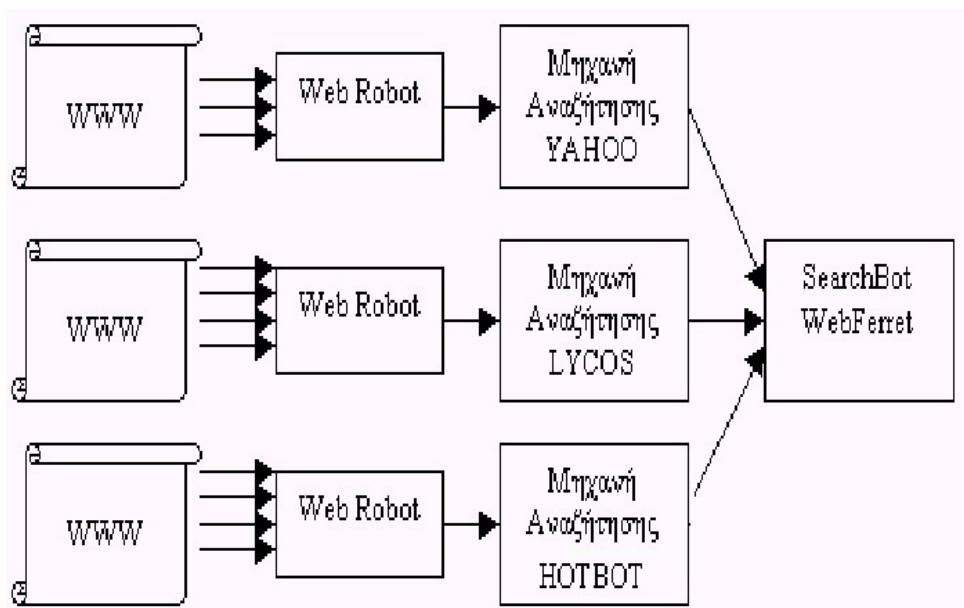 WWW
Web Robot
Μηχανή
Αναζήτησης
YAHOO
WWW
Web Robot
Μηχανή
Αναζήτησης
LYCOS
SearchBot
WebFerret
WWW
Web Robot
Μηχανή
Αναζήτησης
HOTBOT